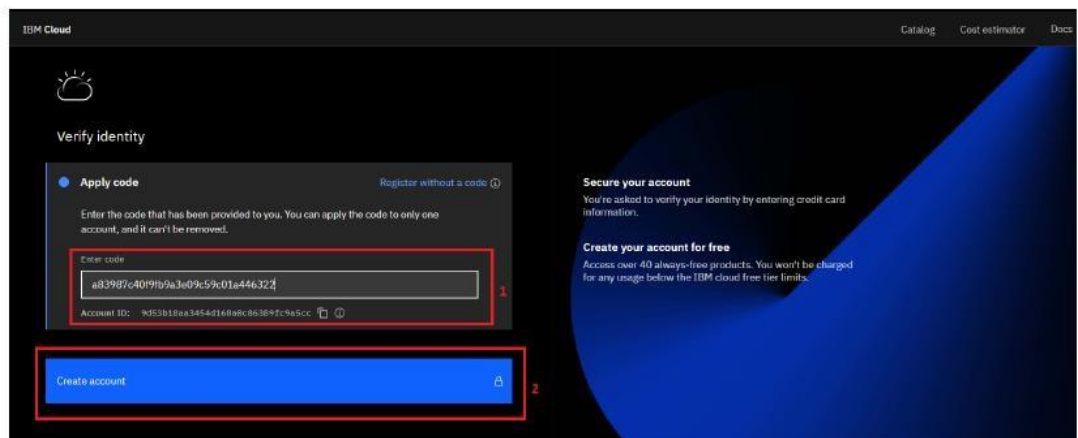 IBM Cloud
Catalog Cost estimator Docs
Verify identity
Apply code
Register without a code
Enter the code that has been provided to you. You can apply the code to only one
account, and it can't be removed.
Enter code
a83987c40f9fb9a3e09c59c01a446322
1
Account ID: 9d53b18aa3454d168a8c86389fc9a5cc
Create account
2
Secure your account
You're asked to verify your identity by entering credit card
information.
Create your account for free
Access over 40 always-free products. You won't be charged
for any usage below the IBM cloud free tier limits.